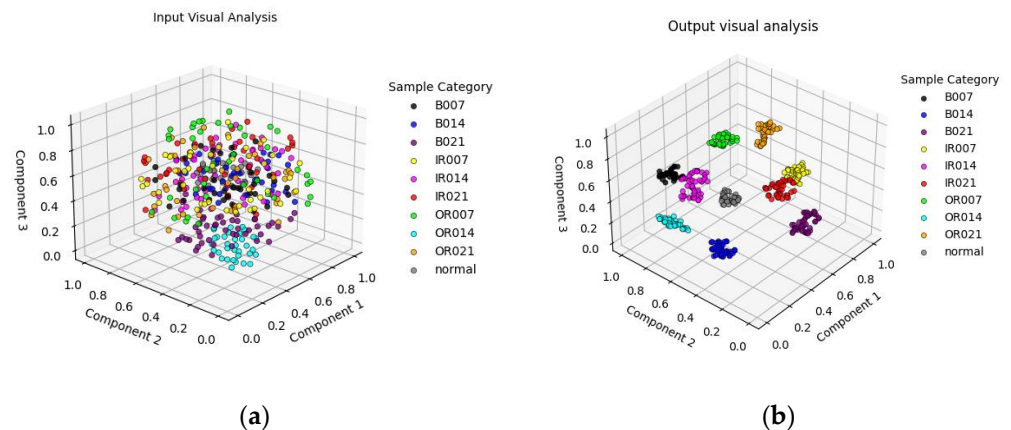 Input Visual Analysis
Sample Category
B007
B014
B021
IR007
IR014
IR021
OR007
OR014
OR021
normal
Component 3
1.0
0.8
0.6
0.4
0.2
0.0
Component 2
1.0
0.8
0.6
0.4
0.2
0.0
Component 1
0.0
0.2
0.4
0.6
0.8
1.0
(a)
Output visual analysis
Sample Category
B007
B014
B021
IR007
IR014
IR021
OR007
OR014
OR021
normal
Component 3
1.0
0.8
0.6
0.4
0.2
0.0
Component 2
1.0
0.8
0.6
0.4
0.2
0.0
Component 1
0.0
0.2
0.4
0.6
0.8
1.0
(b)